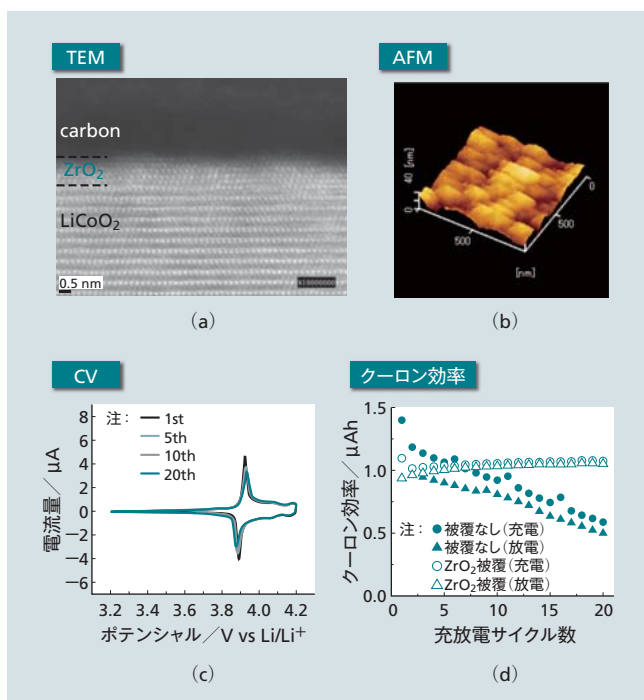 TEM
carbon
ZrO₂
LiCoO₂
0.5 nm
(a)
AFM
40 [nm]
0
500
500
0
[nm]
(b)
CV
電流量／μA
8
6
4
2
0
−2
−4
−6
注： 1st
5th
10th
20th
3.2 3.4 3.6 3.8 4.0 4.2
ポテンシャル／V vs Li/Li⁺
(c)
クーロン効率
クーロン効率／μAh
1.5
1.0
0.5
0.0
注： 被覆なし（充電）
被覆なし（放電）
ZrO₂被覆（充電）
ZrO₂被覆（放電）
0 5 10 15 20
充放電サイクル数
(d)